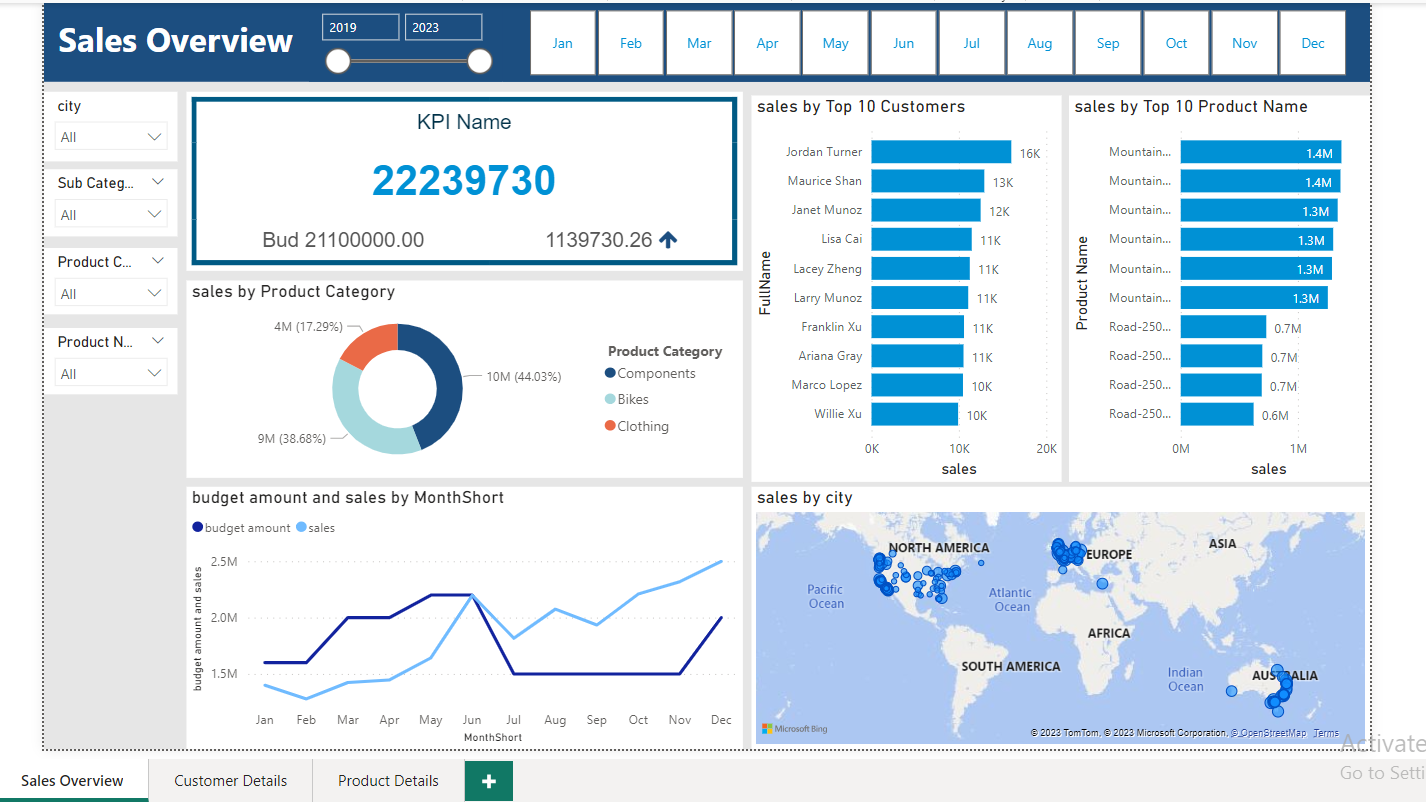 Sales Overview
2019
2023
Jan
Feb
Mar
Apr
May
Jun
Jul
Aug
Sep
Oct
Nov
Dec
city
All
Sub Categ...
All
Product C...
All
Product N...
All
KPI Name
22239730
Bud 21100000.00
1139730.26
sales by Product Category
4M (17.29%)
10M (44.03%)
9M (38.68%)
Product Category
Components
Bikes
Clothing
budget amount and sales by MonthShort
budget amount
sales
budget amount and sales
2.5M
2.0M
1.5M
Jan
Feb
Mar
Apr
May
Jun
Jul
Aug
Sep
Oct
Nov
Dec
MonthShort
sales by Top 10 Customers
FullName
Jordan Turner
16K
Maurice Shan
13K
Janet Munoz
12K
Lisa Cai
11K
Lacey Zheng
11K
Larry Munoz
11K
Franklin Xu
11K
Ariana Gray
11K
Marco Lopez
10K
Willie Xu
10K
0K
10K
20K
sales
sales by Top 10 Product Name
Product Name
Mountain...
1.4M
Mountain...
1.4M
Mountain...
1.3M
Mountain...
1.3M
Mountain...
1.3M
Mountain...
1.3M
Road-250...
0.7M
Road-250...
0.7M
Road-250...
0.7M
Road-250...
0.6M
0M
1M
sales
sales by city
NORTH AMERICA
EUROPE
ASIA
Pacific
Ocean
Atlantic
Ocean
AFRICA
SOUTH AMERICA
Indian
Ocean
AUSTRALIA
Microsoft Bing
© 2023 TomTom, © 2023 Microsoft Corporation, © OpenStreetMap Terms
Activate
Go to Setti
Sales Overview
Customer Details
Product Details
+